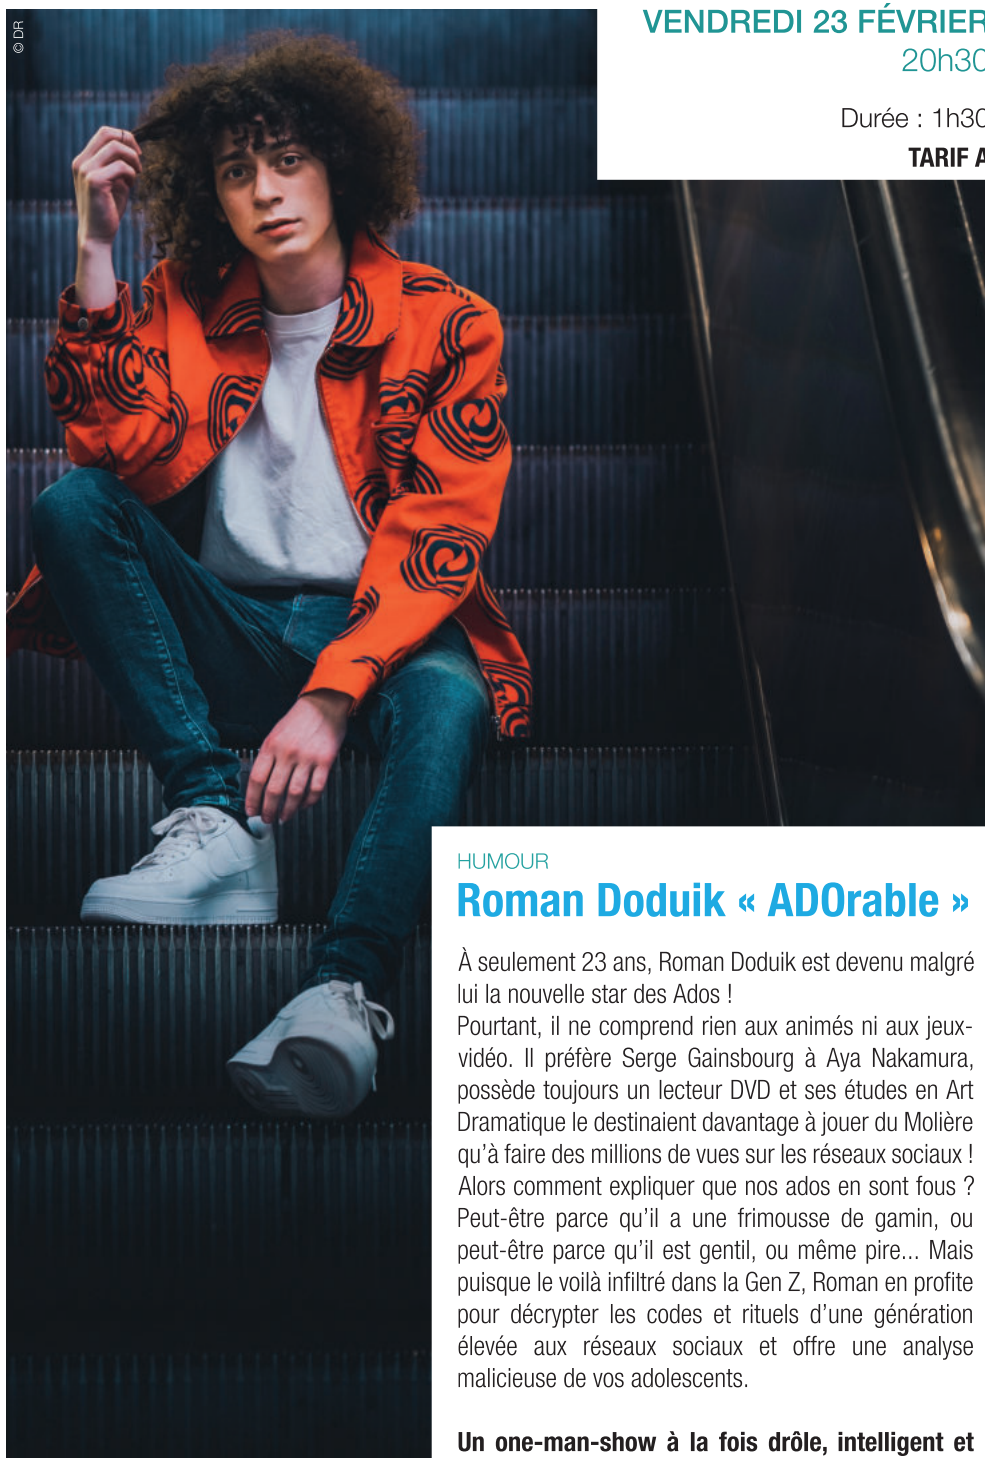 © DR
VENDREDI 23 FÉVRIER
20h30
Durée : 1h30
TARIF A
HUMOUR
Roman Doduik « ADOrable »
À seulement 23 ans, Roman Doduik est devenu malgré
lui la nouvelle star des Ados !
Pourtant, il ne comprend rien aux animés ni aux jeux-
vidéo. Il préfère Serge Gainsbourg à Aya Nakamura,
possède toujours un lecteur DVD et ses études en Art
Dramatique le destinaient davantage à jouer du Molière
qu’à faire des millions de vues sur les réseaux sociaux !
Alors comment expliquer que nos ados en sont fous ?
Peut-être parce qu’il a une frimousse de gamin, ou
peut-être parce qu’il est gentil, ou même pire... Mais
puisque le voilà infiltré dans la Gen Z, Roman en profite
pour décrypter les codes et rituels d’une génération
élevée aux réseaux sociaux et offre une analyse
malicieuse de vos adolescents.
Un one-man-show à la fois drôle, intelligent et